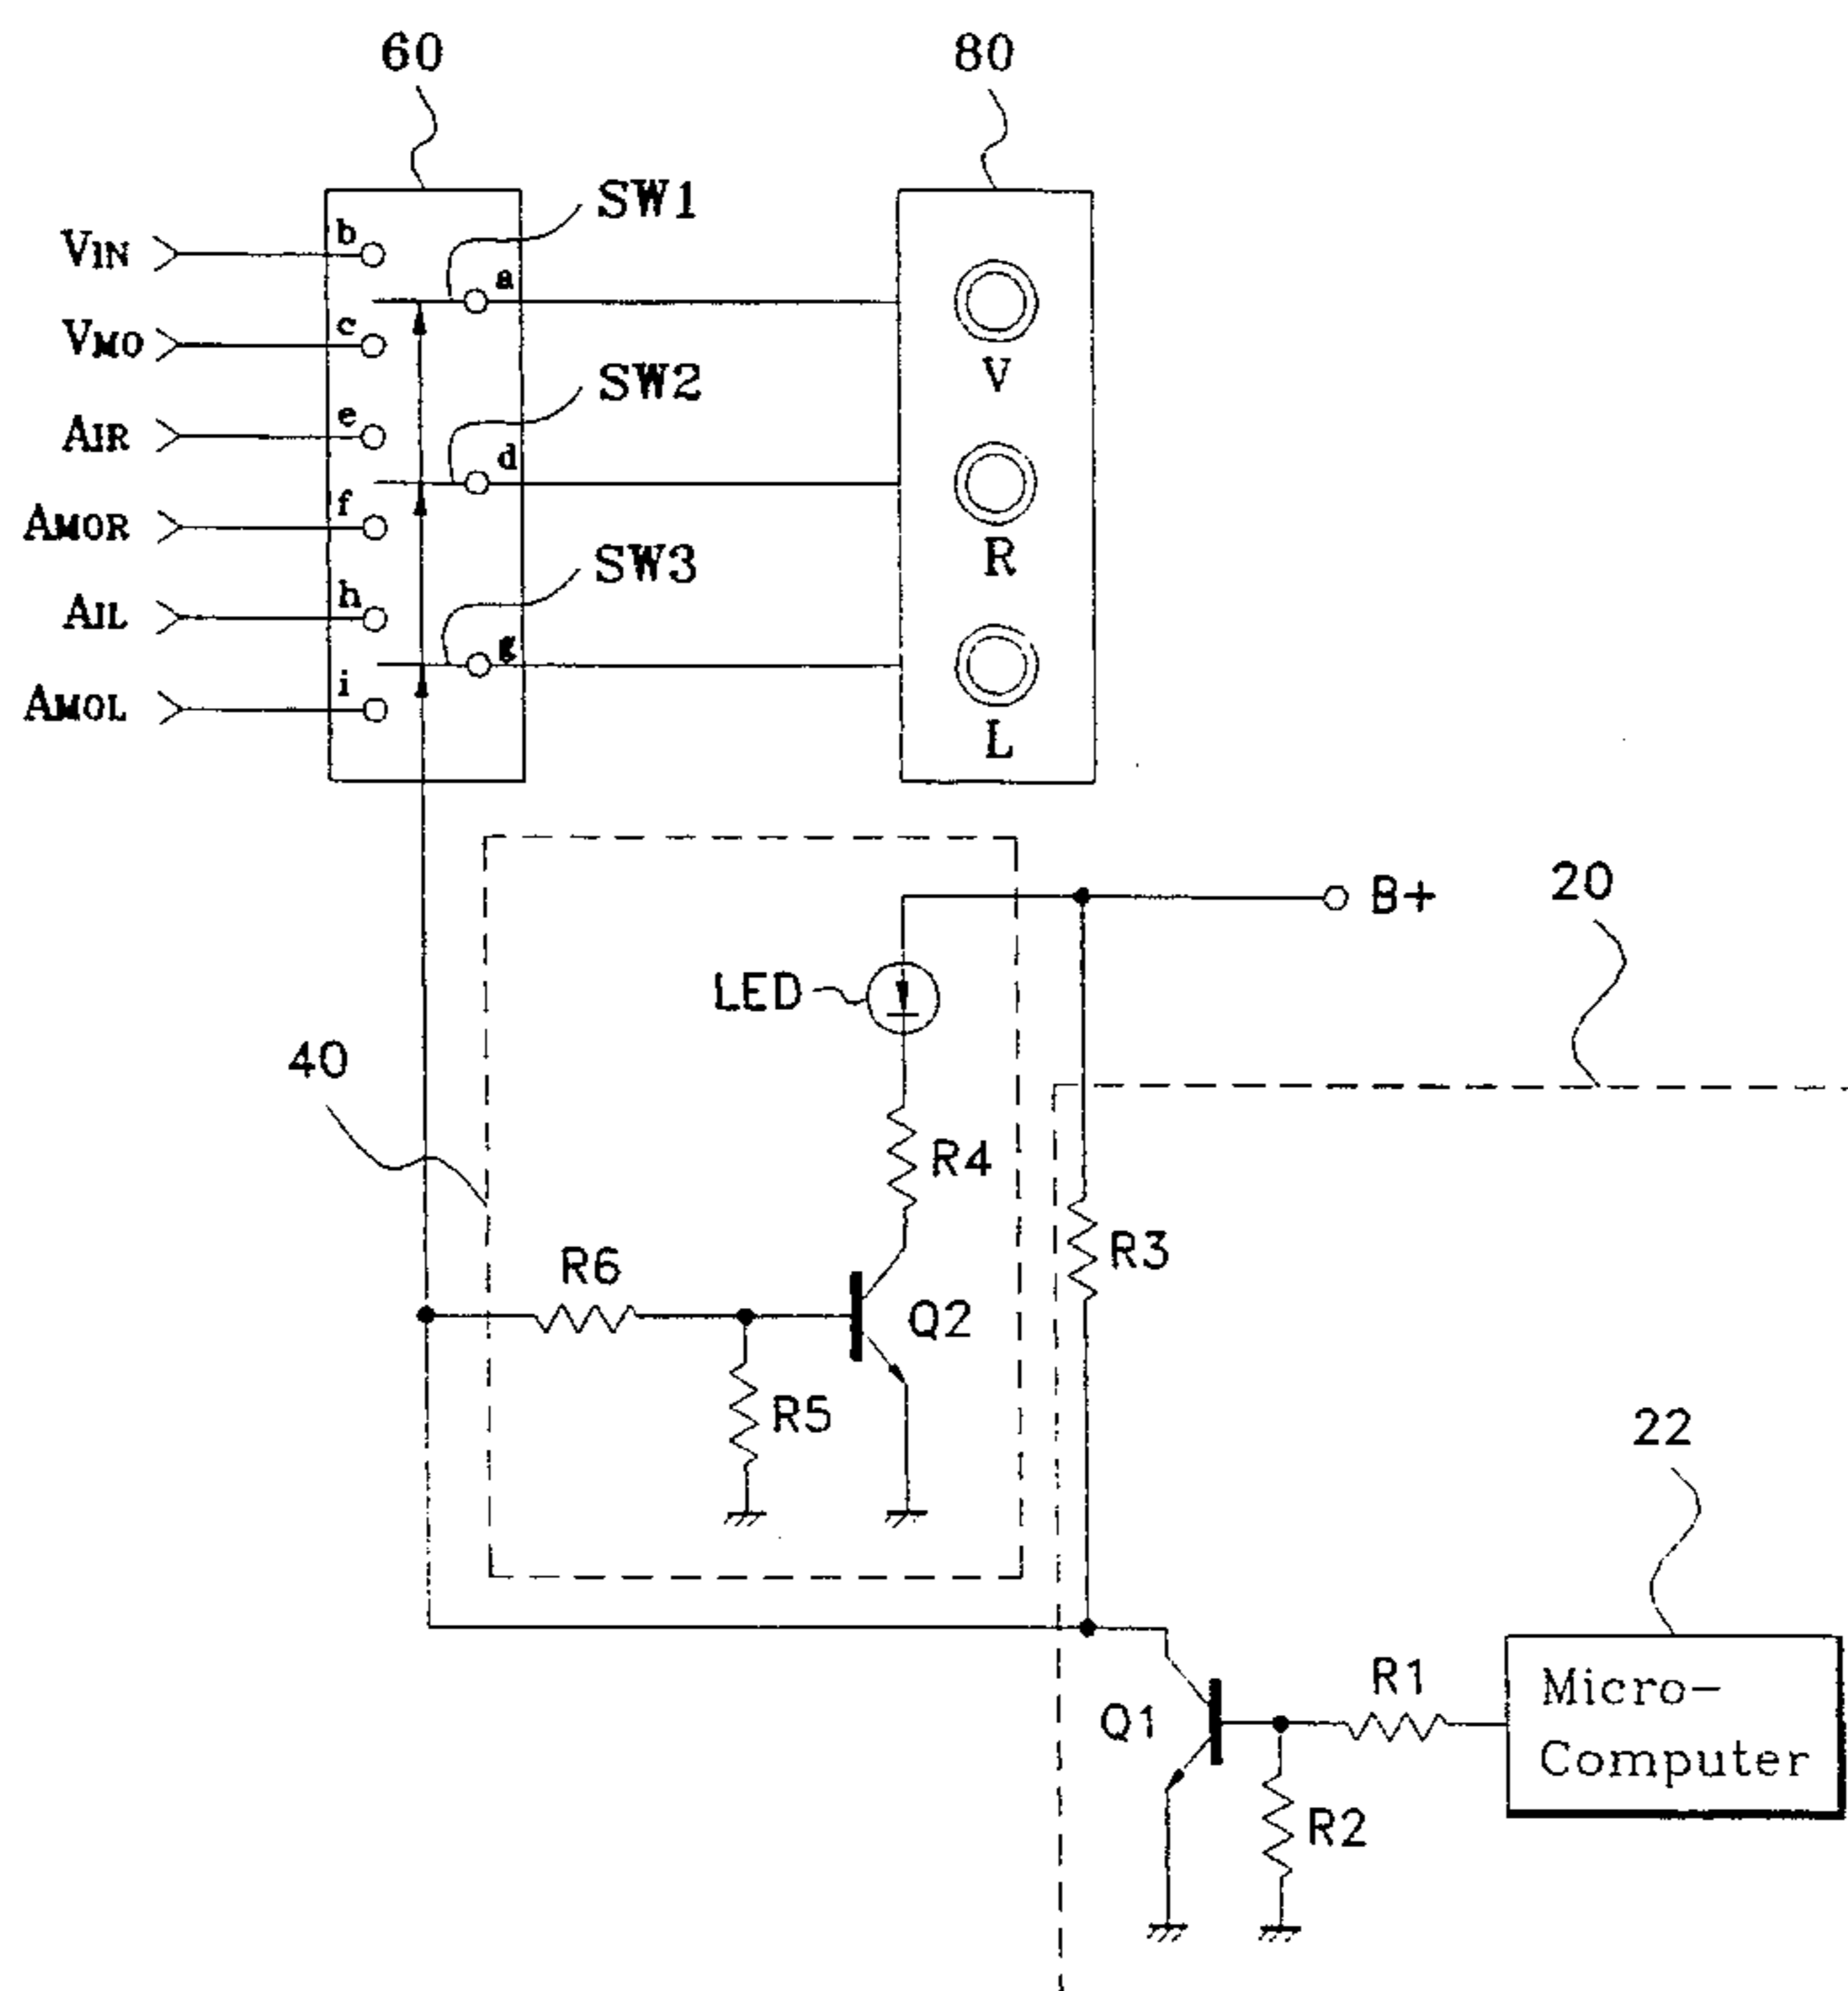 60
80
SW1
VIN
b
a
VMO
c
V
SW2
AIR
e
d
AMOR
f
R
SW3
AIL
h
g
AMOL
i
L
20
B+
LED
40
R4
R3
R6
Q2
R5
22
R1
Micro-
Q1
Computer
R2